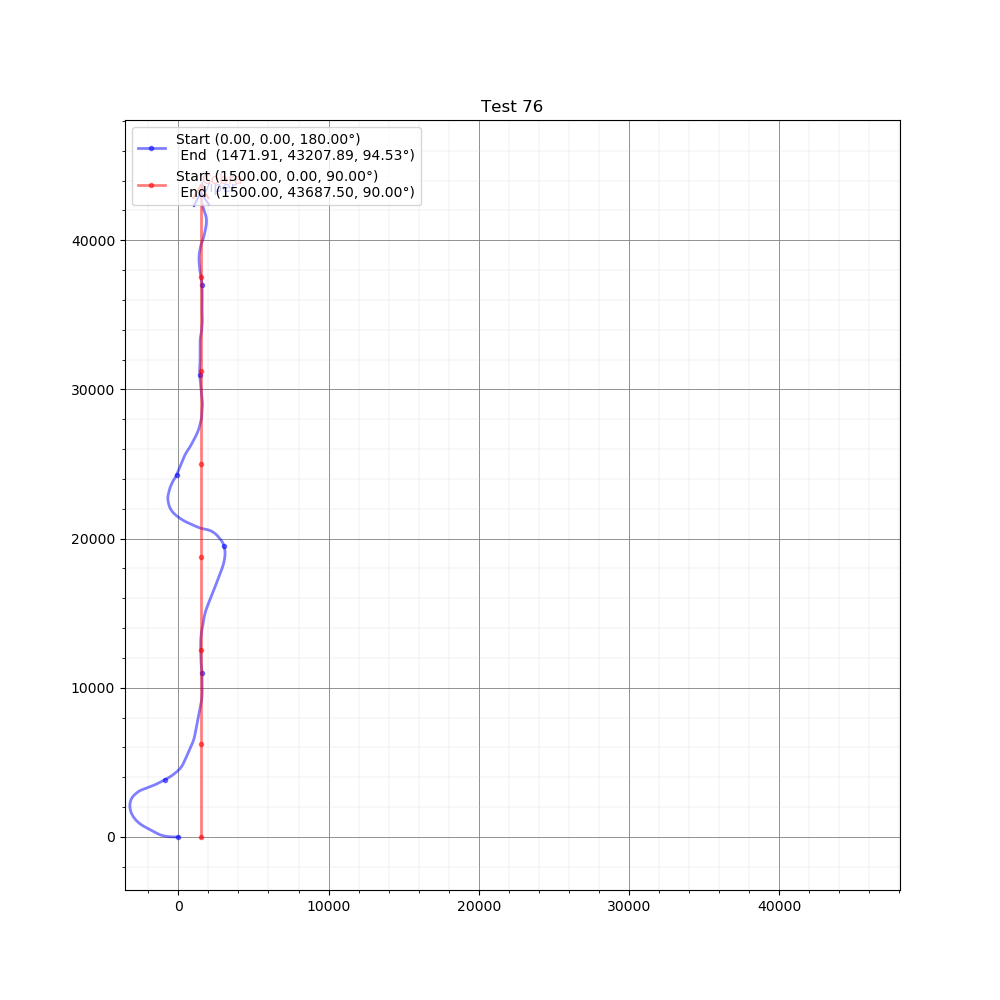 Test 76
Start (0.00, 0.00, 180.00°)
End (1471.91, 43207.89, 94.53°)
Start (1500.00, 0.00, 90.00°)
End (1500.00, 43687.50, 90.00°)
40000
30000
20000
10000
0
0 10000 20000 30000 40000